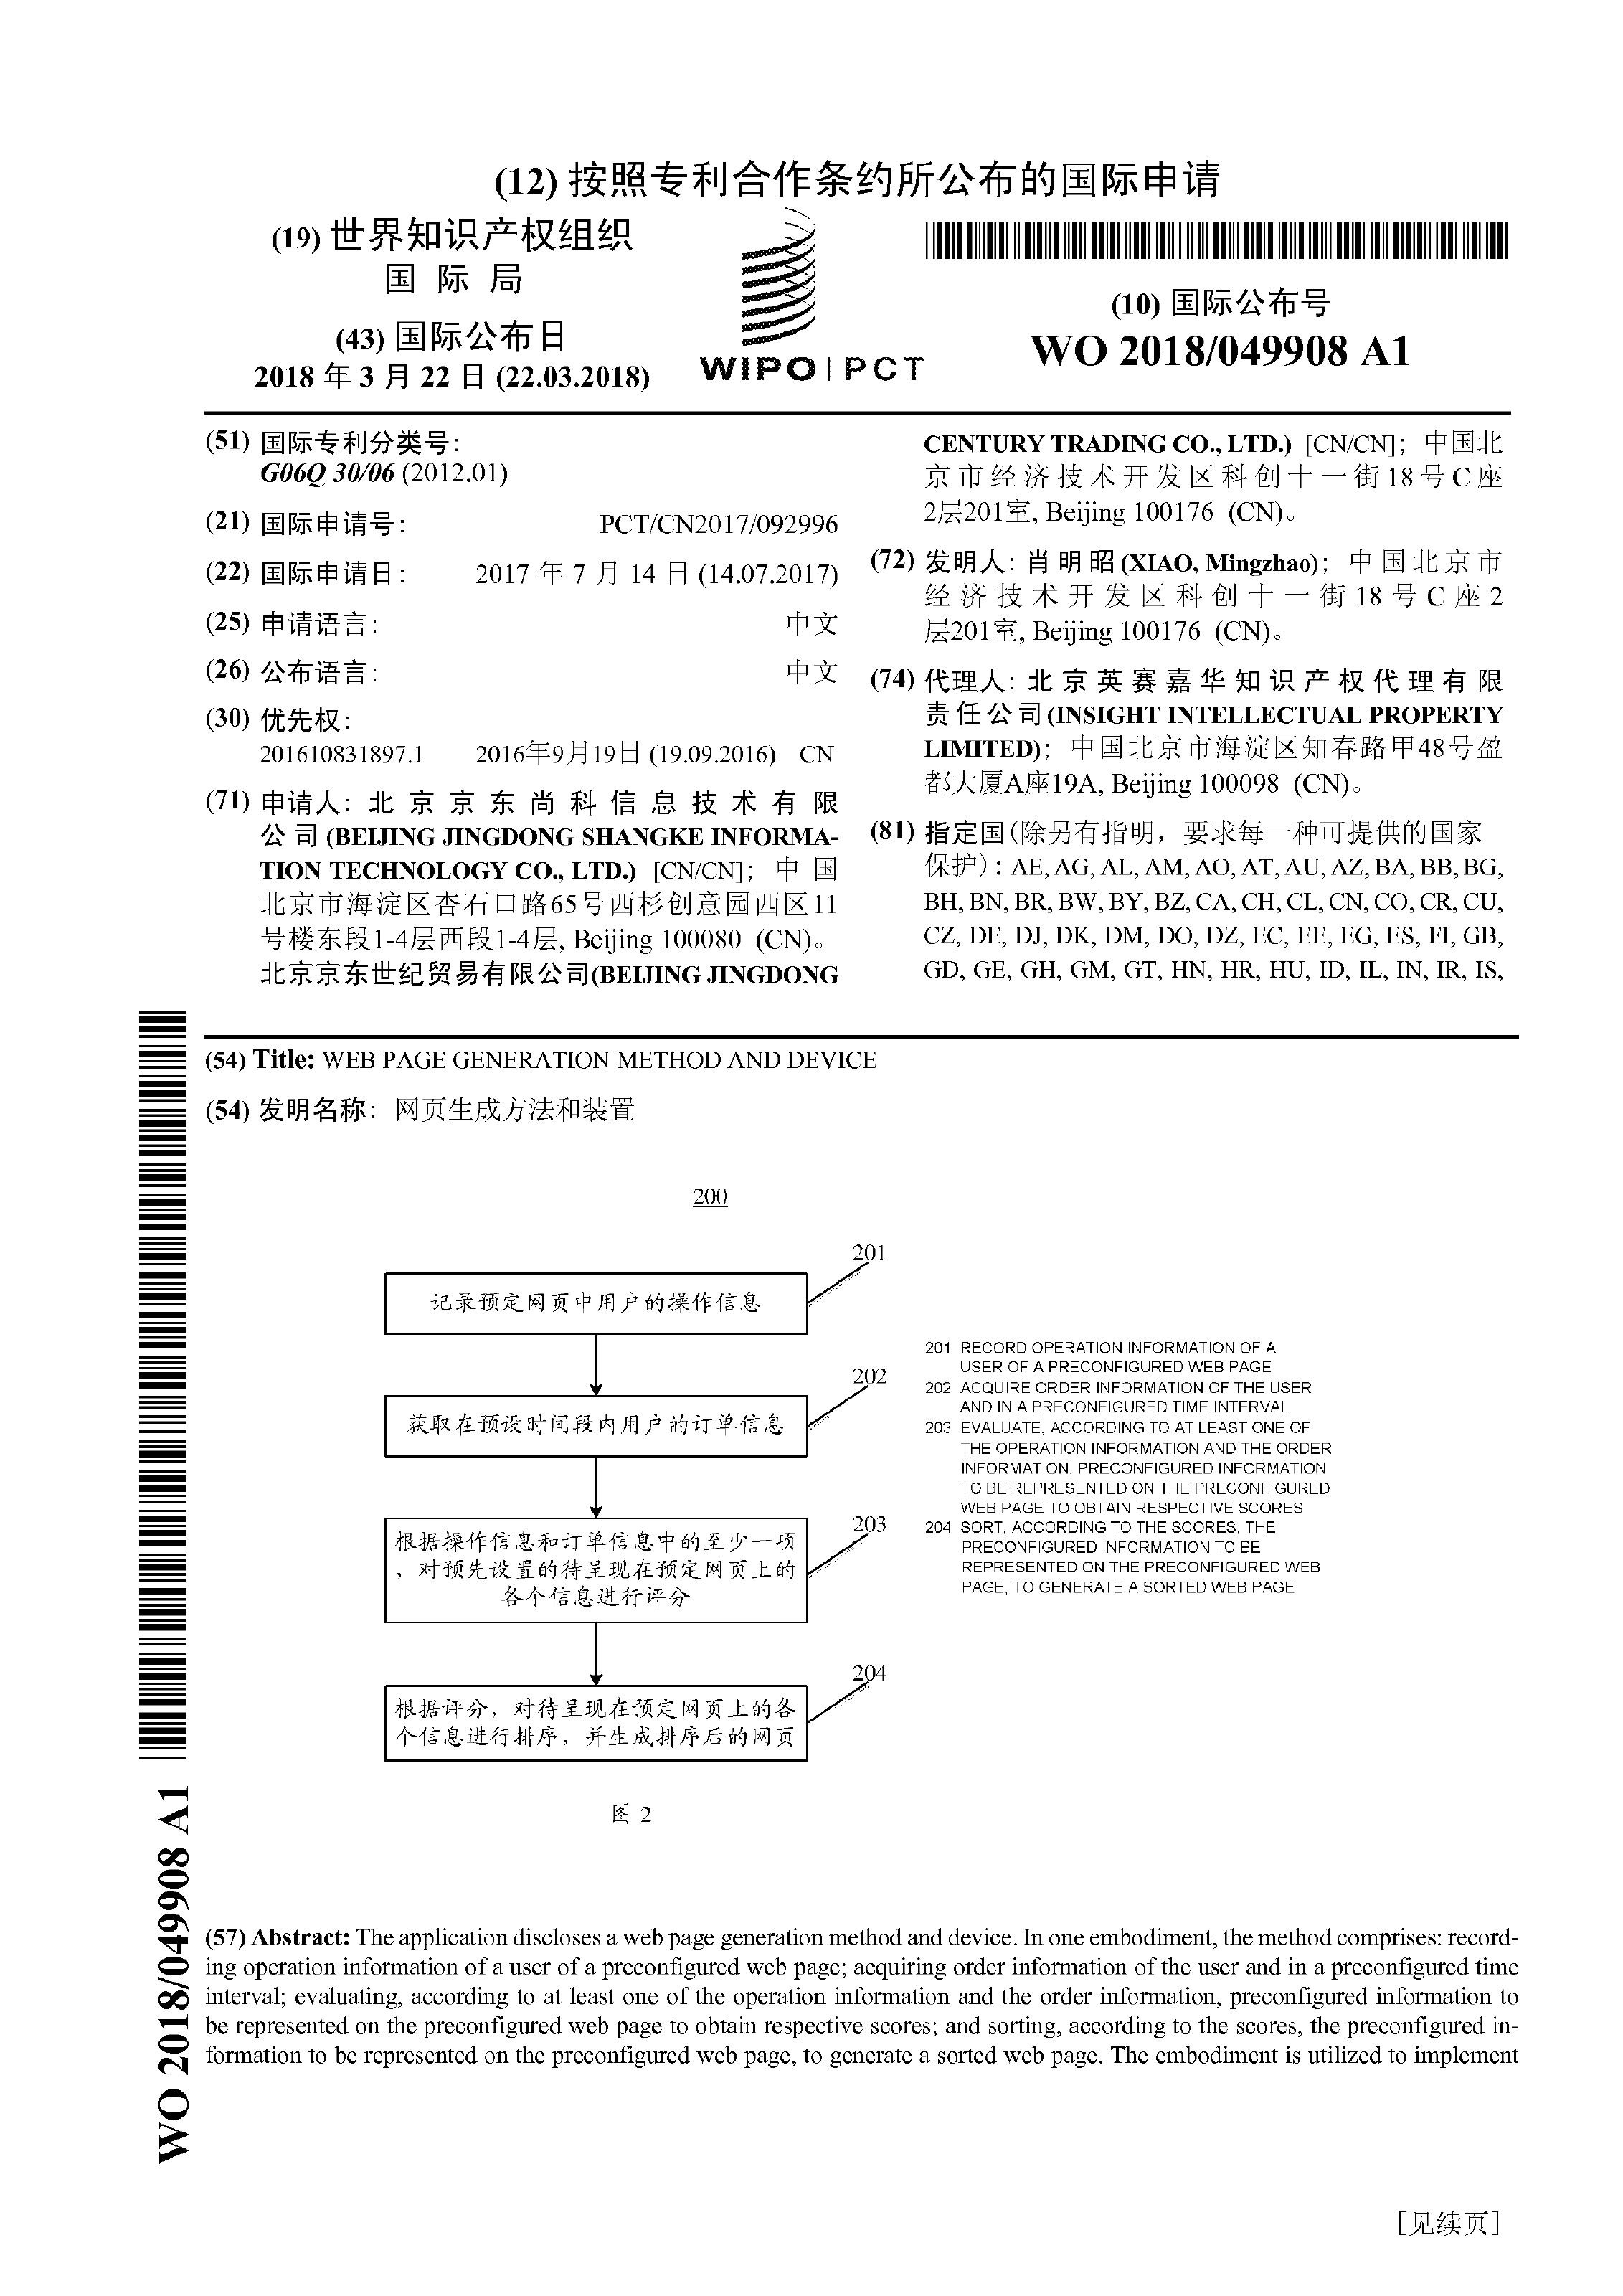 (12) 按照专利合作条约所公布的国际申请
(19) 世界知识产权组织
国际局
(43) 国际公布日
2018 年 3 月 22 日 (22.03.2018)
WIPO | PCT
(10) 国际公布号
WO 2018/049908 A1
(51) 国际专利分类号:
G06Q 30/06 (2012.01)
(21) 国际申请号: PCT/CN2017/092996
(22) 国际申请日: 2017 年 7 月 14 日 (14.07.2017)
(25) 申请语言: 中文
(26) 公布语言: 中文
(30) 优先权:
201610831897.1 2016年9月19日 (19.09.2016) CN
(71) 申请人: 北京京东尚科信息技术有限
公司 (BEIJING JINGDONG SHANGKE INFORMA-
TION TECHNOLOGY CO., LTD.) [CN/CN]; 中国
北京市海淀区杏石口路65号西杉创意园西区11
号楼东段1-4层西段1-4层, Beijing 100080 (CN)。
北京京东世纪贸易有限公司(BEIJING JINGDONG
CENTURY TRADING CO., LTD.) [CN/CN]; 中国北
京市经济技术开发区科创十一街18号C座
2层201室, Beijing 100176 (CN)。
(72) 发明人: 肖明昭(XIAO, Mingzhao); 中国北京市
经济技术开发区科创十一街18号C座2
层201室, Beijing 100176 (CN)。
(74) 代理人: 北京英赛嘉华知识产权代理有限
责任公司(INSIGHT INTELLECTUAL PROPERTY
LIMITED); 中国北京市海淀区知春路甲48号盈
都大厦A座19A, Beijing 100098 (CN)。
(81) 指定国(除另有指明，要求每一种可提供的国家
保护): AE, AG, AL, AM, AO, AT, AU, AZ, BA, BB, BG,
BH, BN, BR, BW, BY, BZ, CA, CH, CL, CN, CO, CR, CU,
CZ, DE, DJ, DK, DM, DO, DZ, EC, EE, EG, ES, FI, GB,
GD, GE, GH, GM, GT, HN, HR, HU, ID, IL, IN, IR, IS,
(54) Title: WEB PAGE GENERATION METHOD AND DEVICE
(54) 发明名称: 网页生成方法和装置
200
201
记录预定网页中用户的操作信息
202
获取在预设时间段内用户的订单信息
203
根据操作信息和订单信息中的至少一项
，对预先设置的待呈现在预定网页上的
各个信息进行评分
204
根据评分，对待呈现在预定网页上的各
个信息进行排序，并生成排序后的网页
图 2
201 RECORD OPERATION INFORMATION OF A
USER OF A PRECONFIGURED WEB PAGE
202 ACQUIRE ORDER INFORMATION OF THE USER
AND IN A PRECONFIGURED TIME INTERVAL
203 EVALUATE, ACCORDING TO AT LEAST ONE OF
THE OPERATION INFORMATION AND THE ORDER
INFORMATION, PRECONFIGURED INFORMATION
TO BE REPRESENTED ON THE PRECONFIGURED
WEB PAGE TO OBTAIN RESPECTIVE SCORES
204 SORT, ACCORDING TO THE SCORES, THE
PRECONFIGURED INFORMATION TO BE
REPRESENTED ON THE PRECONFIGURED WEB
PAGE, TO GENERATE A SORTED WEB PAGE
(57) Abstract: The application discloses a web page generation method and device. In one embodiment, the method comprises: record-
ing operation information of a user of a preconfigured web page; acquiring order information of the user and in a preconfigured time
interval; evaluating, according to at least one of the operation information and the order information, preconfigured information to
be represented on the preconfigured web page to obtain respective scores; and sorting, according to the scores, the preconfigured in-
formation to be represented on the preconfigured web page, to generate a sorted web page. The embodiment is utilized to implement
WO 2018/049908 A1
[见续页]